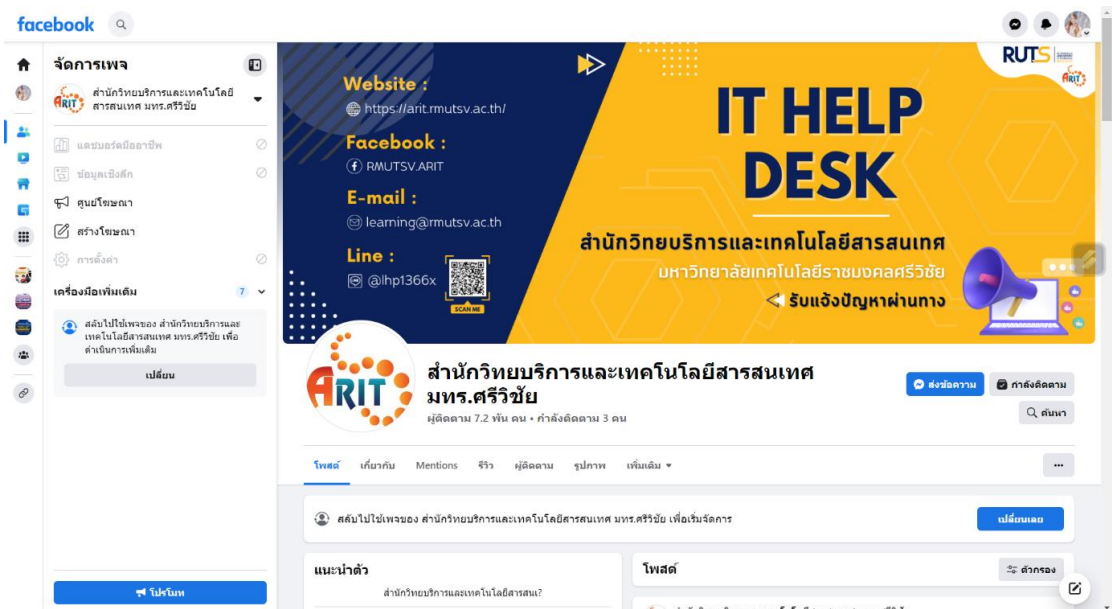 facebook
จัดการเพจ
สำนักวิทยบริการและเทคโนโลยี
สารสนเทศ มทร.ศรีวิชัย
แดชบอร์ดมืออาชีพ
ข้อมูลเชิงลึก
ศูนย์โฆษณา
สร้างโฆษณา
การตั้งค่า
เครื่องมือเพิ่มเติม
7
สลับไปใช้เพจของ สำนักวิทยบริการและ
เทคโนโลยีสารสนเทศ มทร.ศรีวิชัย เพื่อ
ดำเนินการเพิ่มเติม
เปลี่ยน
โปรโมท
Website :
https://arit.rmutsv.ac.th/
Facebook :
RMUTSV.ARIT
E-mail :
learning@rmutsv.ac.th
Line :
@lhp1366x
SCAN ME
RUTS
ARIT
IT HELP
DESK
สำนักวิทยบริการและเทคโนโลยีสารสนเทศ
มหาวิทยาลัยเทคโนโลยีราชมงคลศรีวิชัย
รับแจ้งปัญหาผ่านทาง
ARIT
สำนักวิทยบริการและเทคโนโลยีสารสนเทศ
มทร.ศรีวิชัย
ผู้ติดตาม 7.2 พัน คน • กำลังติดตาม 3 คน
ส่งข้อความ
กำลังติดตาม
ค้นหา
โพสต์ เกี่ยวกับ Mentions รีวิว ผู้ติดตาม รูปภาพ เพิ่มเติม
สลับไปใช้เพจของ สำนักวิทยบริการและเทคโนโลยีสารสนเทศ มทร.ศรีวิชัย เพื่อเริ่มจัดการ
เปลี่ยนเลย
แนะนำตัว
สำนักวิทยบริการและเทคโนโลยีสารสน?
โพสต์
ตัวกรอง